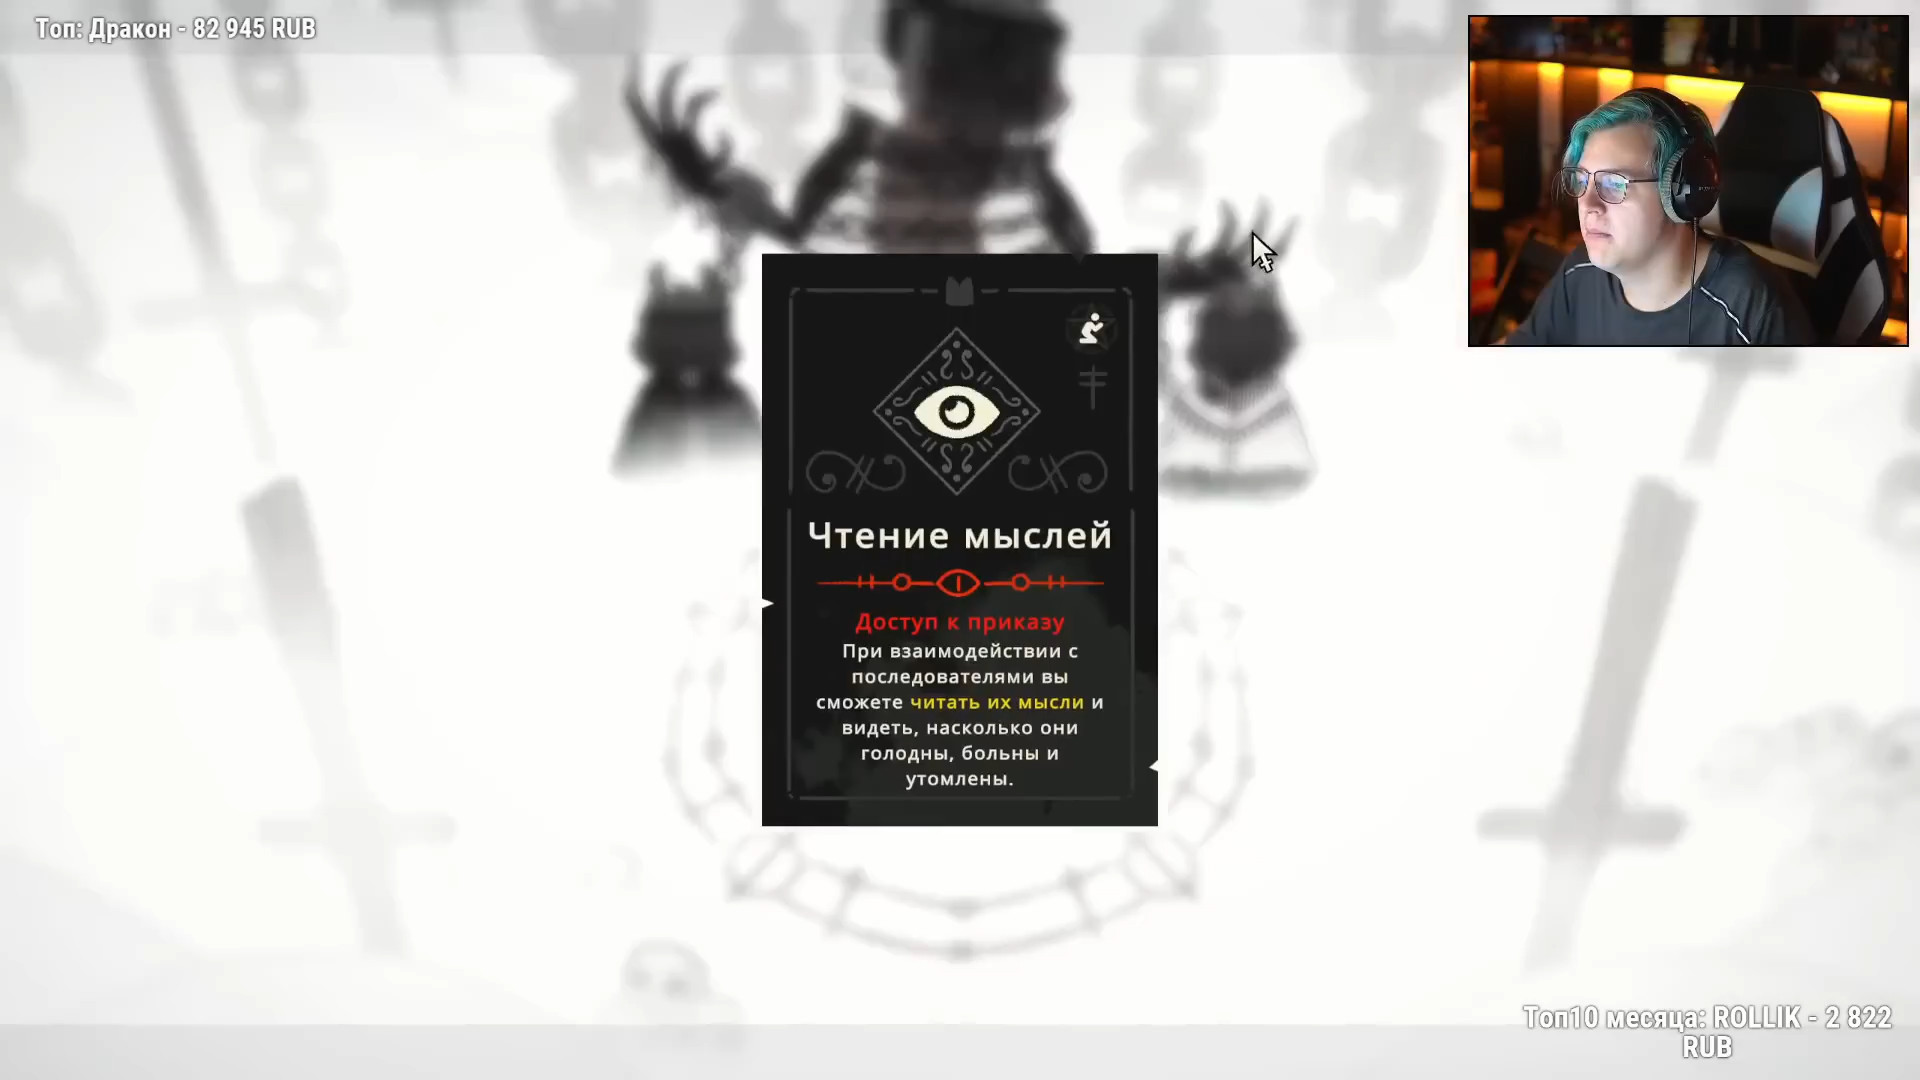 Топ: Дракон - 82 945 RUB
Чтение мыслей
Доступ к приказу
При взаимодействии с
последователями вы
сможете читать их мысли и
видеть, насколько они
голодны, больны и
утомлены.
Топ10 месяца: ROLLIK - 2 822
RUB